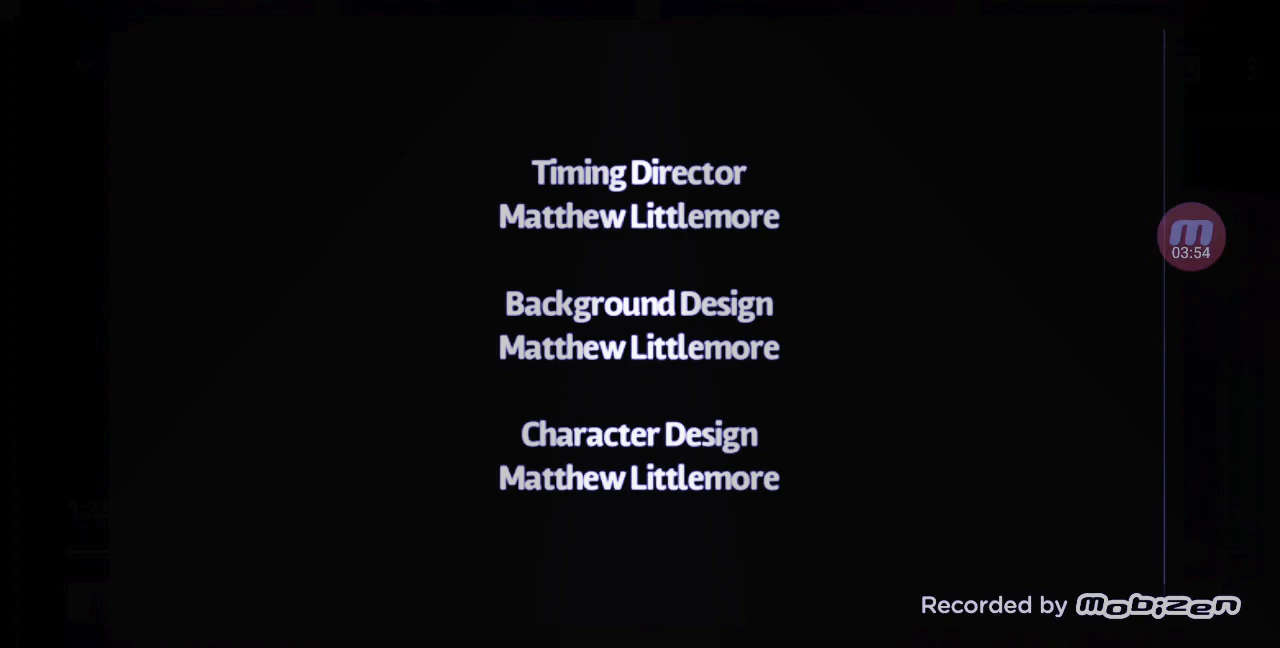 Timing Director
Matthew Littlemore
Background Design
Matthew Littlemore
Character Design
Matthew Littlemore
m
03:54
Recorded by mobizen